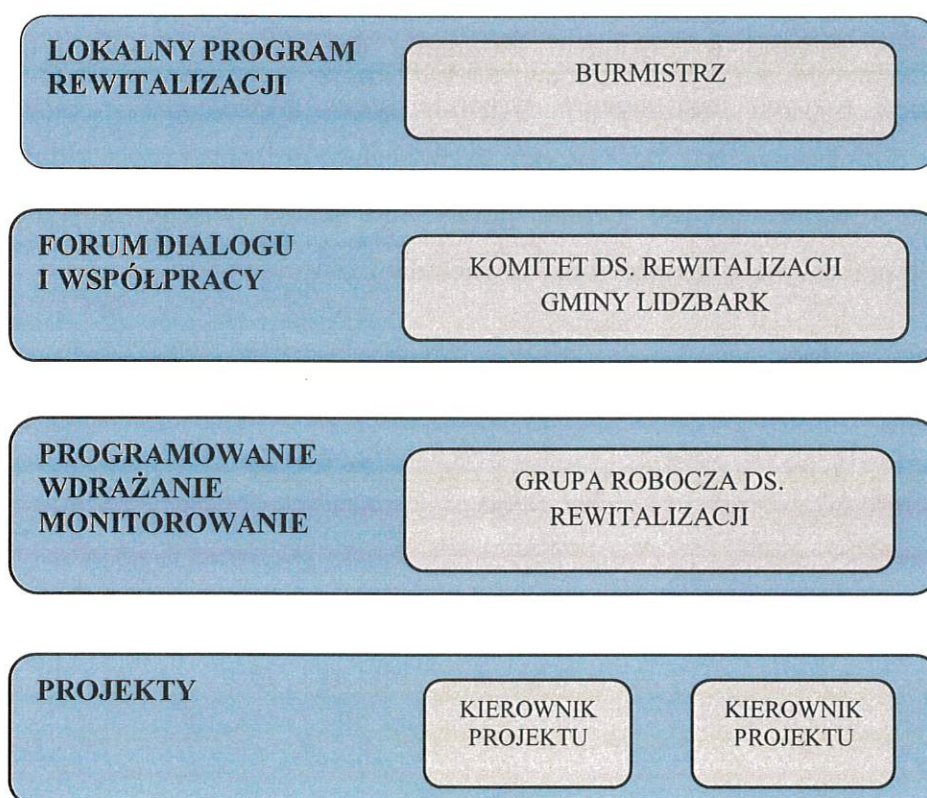 LOKALNY PROGRAM
REWITALIZACJI
BURMISTRZ
FORUM DIALOGU
I WSPÓŁPRACY
KOMITET DS. REWITALIZACJI
GMINY LIDZBARK
PROGRAMOWANIE
WDRAŻANIE
MONITOROWANIE
GRUPA ROBOCZA DS.
REWITALIZACJI
PROJEKTY
KIEROWNIK
PROJEKTU
KIEROWNIK
PROJEKTU